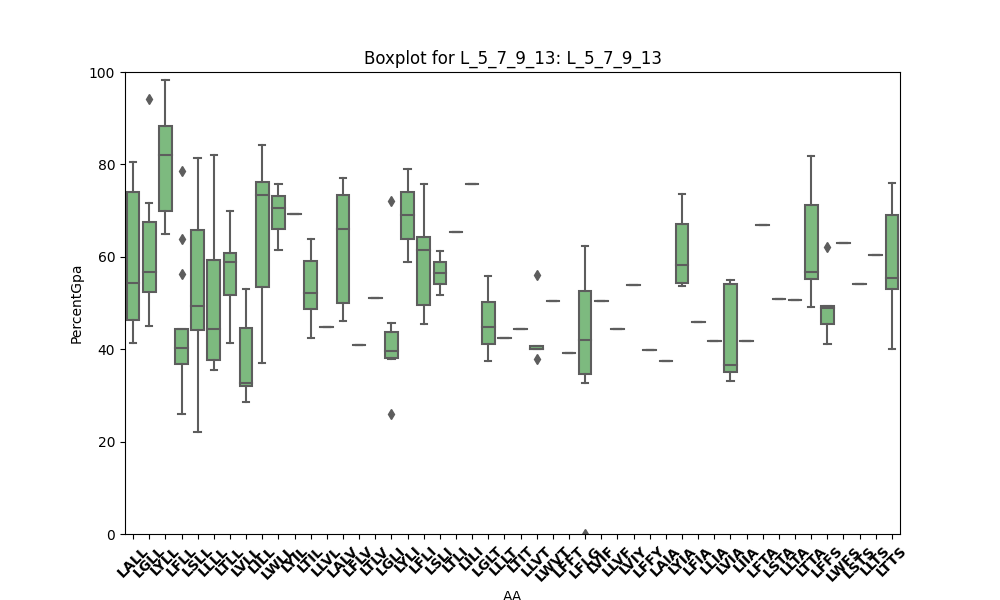 Boxplot for L_5_7_9_13: L_5_7_9_13
PercentGpa
100
80
60
40
20
0
LALL LGLL LYLL LFLL LSLL LLLL LTLL LVLL LILL LWLL LYIL LTIL LLVL LALV LFLV LTLV LGLI LYLI LFLI LSLI LTLI LILI LGLT LLLT LTIT LLVT LWVT LFFT LFLG LVIF LLVF LVIY LFFY LAIA LYIA LFIA LLIA LVIA LIIA LFTA LSTA LLTA LTTA LFFS LWFS LSTS LLTS LTTS
AA